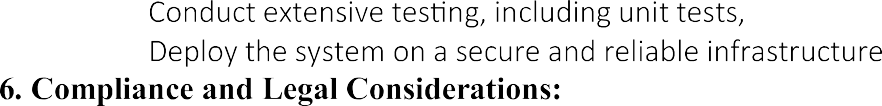 Conduct extensive testing, including unit tests,
Deploy the system on a secure and reliable infrastructure
6. Compliance and Legal Considerations: